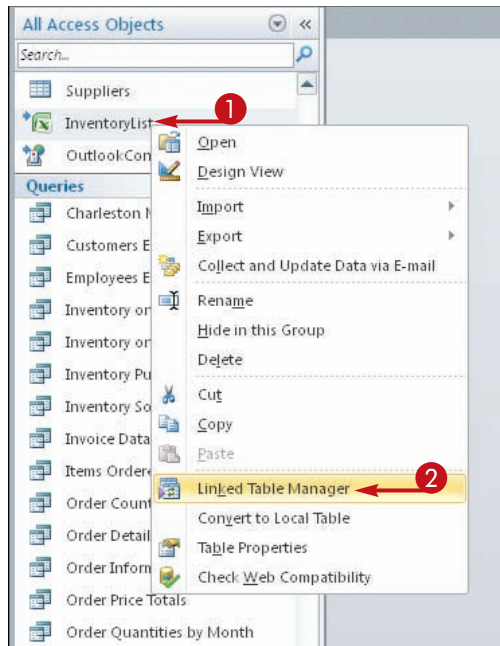 All Access Objects
Search...
Suppliers
InventoryList
1
OutlookCon
Open
Design View
Queries
Import
Charleston
Export
Customers E
Collect and Update Data via E-mail
Employees E
Rename
Inventory or
Hide in this Group
Inventory or
Delete
Inventory Pu
Cut
Inventory So
Copy
Invoice Data
Paste
Items Ordere
Linked Table Manager
2
Order Count
Convert to Local Table
Order Detail
Table Properties
Order Inform
Check Web Compatibility
Order Price Totals
Order Quantities by Month